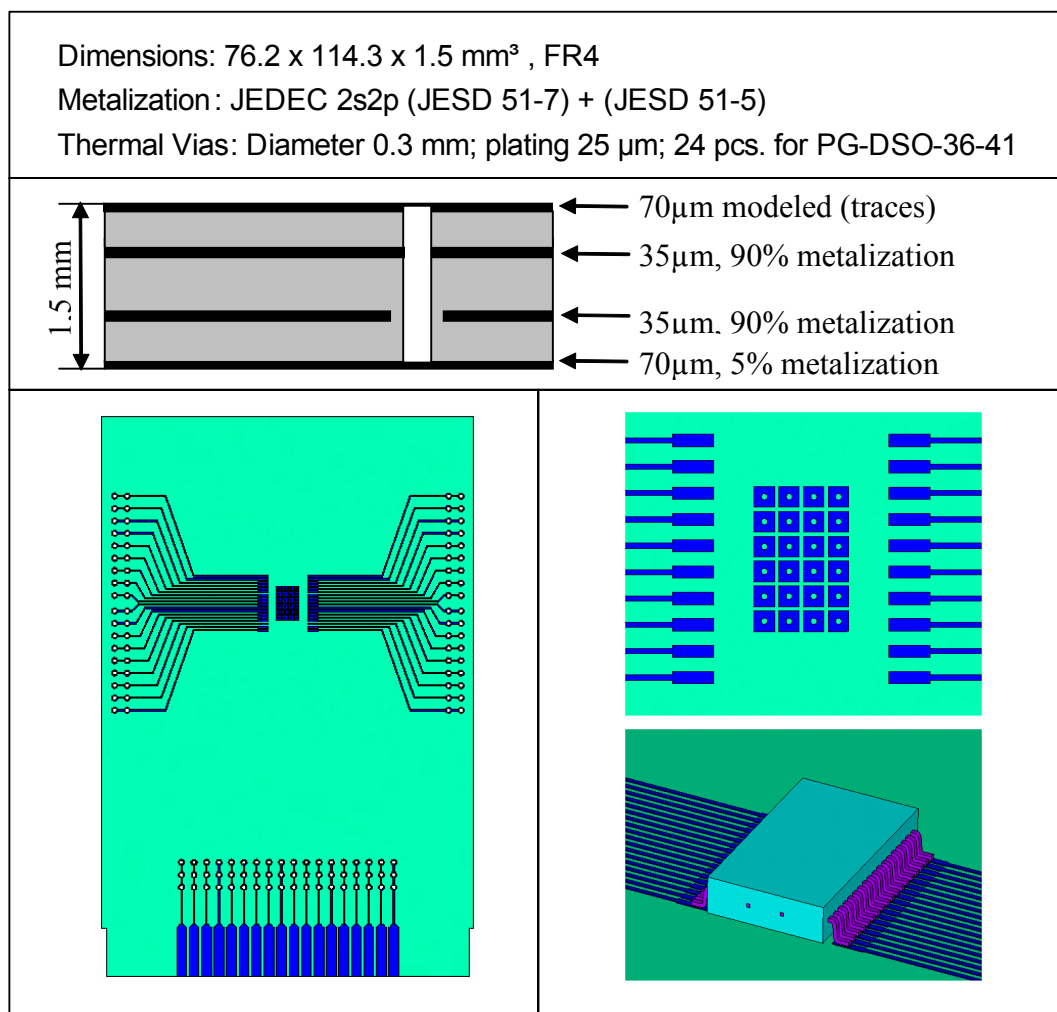 Dimensions: 76.2 x 114.3 x 1.5 mm³ , FR4
Metalization: JEDEC 2s2p (JESD 51-7) + (JESD 51-5)
Thermal Vias: Diameter 0.3 mm; plating 25 µm; 24 pcs. for PG-DSO-36-41
1.5 mm
70µm modeled (traces)
35µm, 90% metalization
35µm, 90% metalization
70µm, 5% metalization